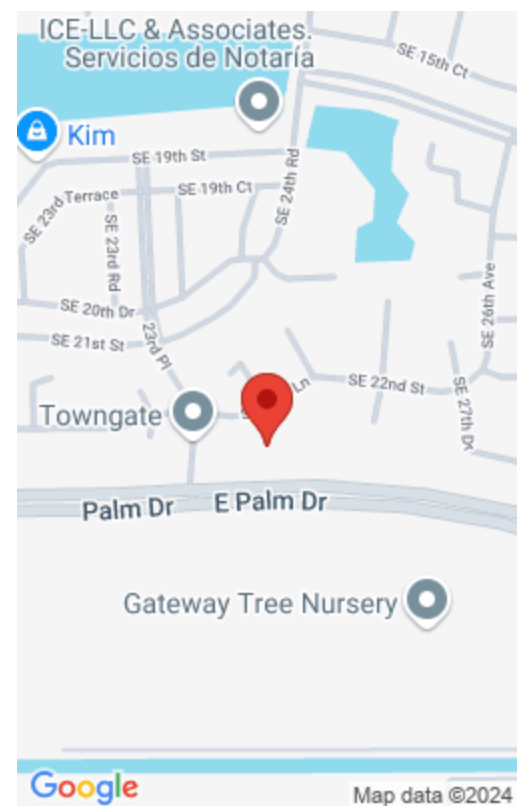 ICE-LLC & Associates.
Servicios de Notaría
SE 15th Ct
Kim
SE 19th St
SE 24th Rd
SE 23rd Terrace
SE 19th Ct
SE 23rd Rd
SE 26th Ave
SE 20th Dr
SE 21st St
23rd Pl
Ln
SE 22nd St
SE 27th Dr
Towngate
Palm Dr
E Palm Dr
Gateway Tree Nursery
Google
Map data ©2024